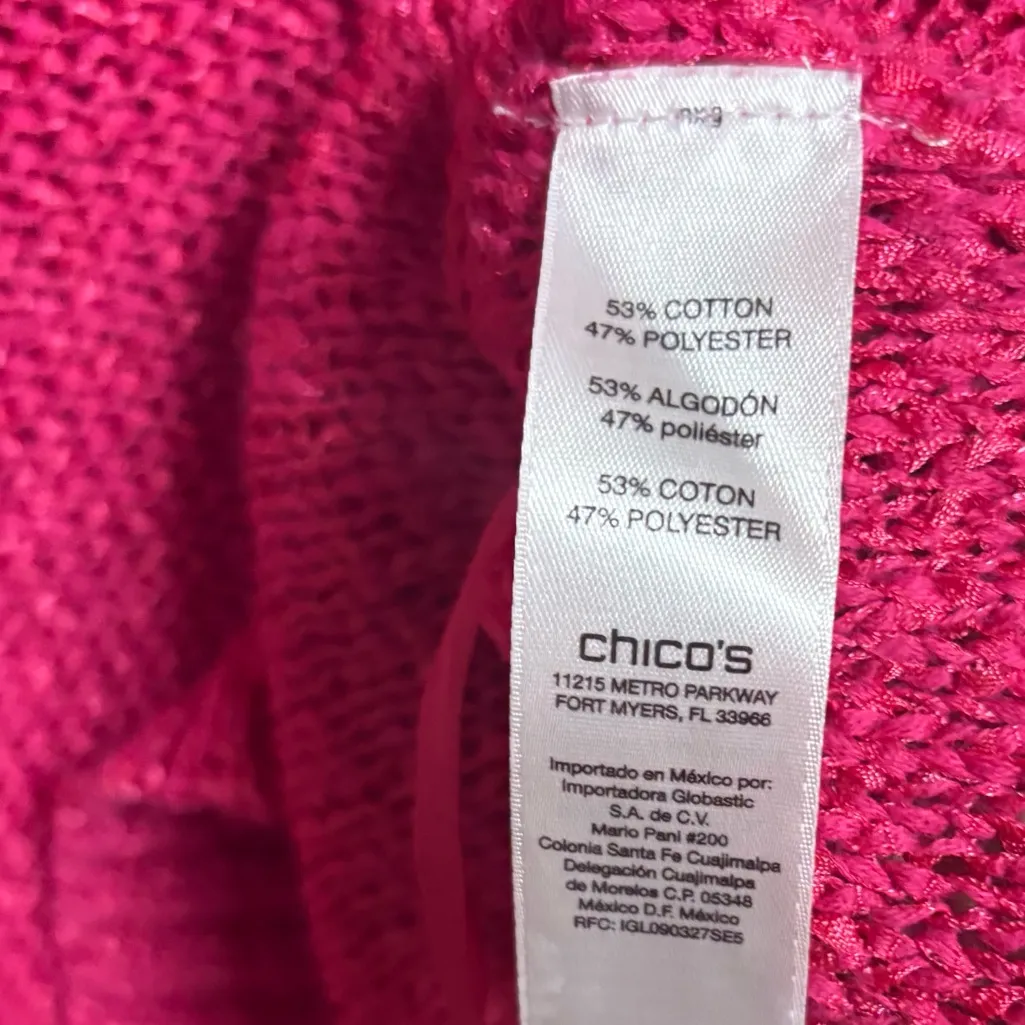 53% COTTON
47% POLYESTER
53% ALGODÓN
47% poliéster
53% COTON
47% POLYESTER
chico's
11215 METRO PARKWAY
FORT MYERS, FL 33966
Importado en México por:
Importadora Globastic
S.A. de C.V.
Mario Pani #200
Colonia Santa Fe Cuajimalpa
Delegación Cuajimalpa
de Morelos C.P. 05348
México D.F. México
RFC: IGL090327SE5